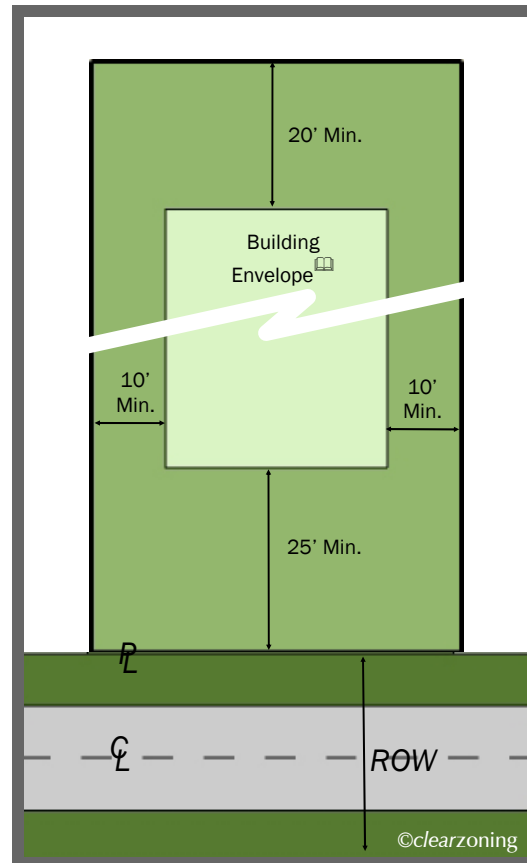 20’ Min.
Building
Envelope
10’
Min.
10’
Min.
25’ Min.
PL
CL
ROW
©clearzoning